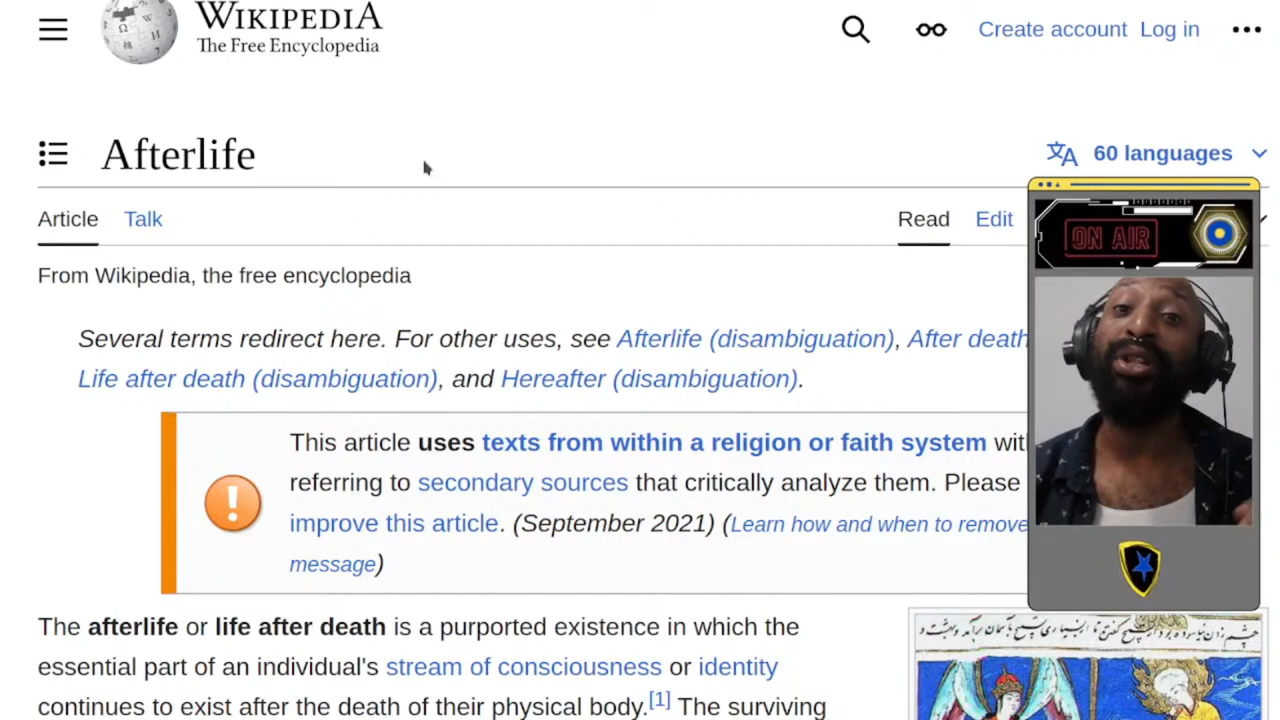 WIKIPEDIA
The Free Encyclopedia
Create account Log in
Afterlife
60 languages
Article Talk
Read Edit
ON AIR
From Wikipedia, the free encyclopedia
Several terms redirect here. For other uses, see Afterlife (disambiguation), After death
Life after death (disambiguation), and Hereafter (disambiguation).
This article uses texts from within a religion or faith system
referring to secondary sources that critically analyze them. Please
improve this article. (September 2021) (Learn how and when to remove
message)
The afterlife or life after death is a purported existence in which the
essential part of an individual's stream of consciousness or identity
continues to exist after the death of their physical body.[1] The surviving